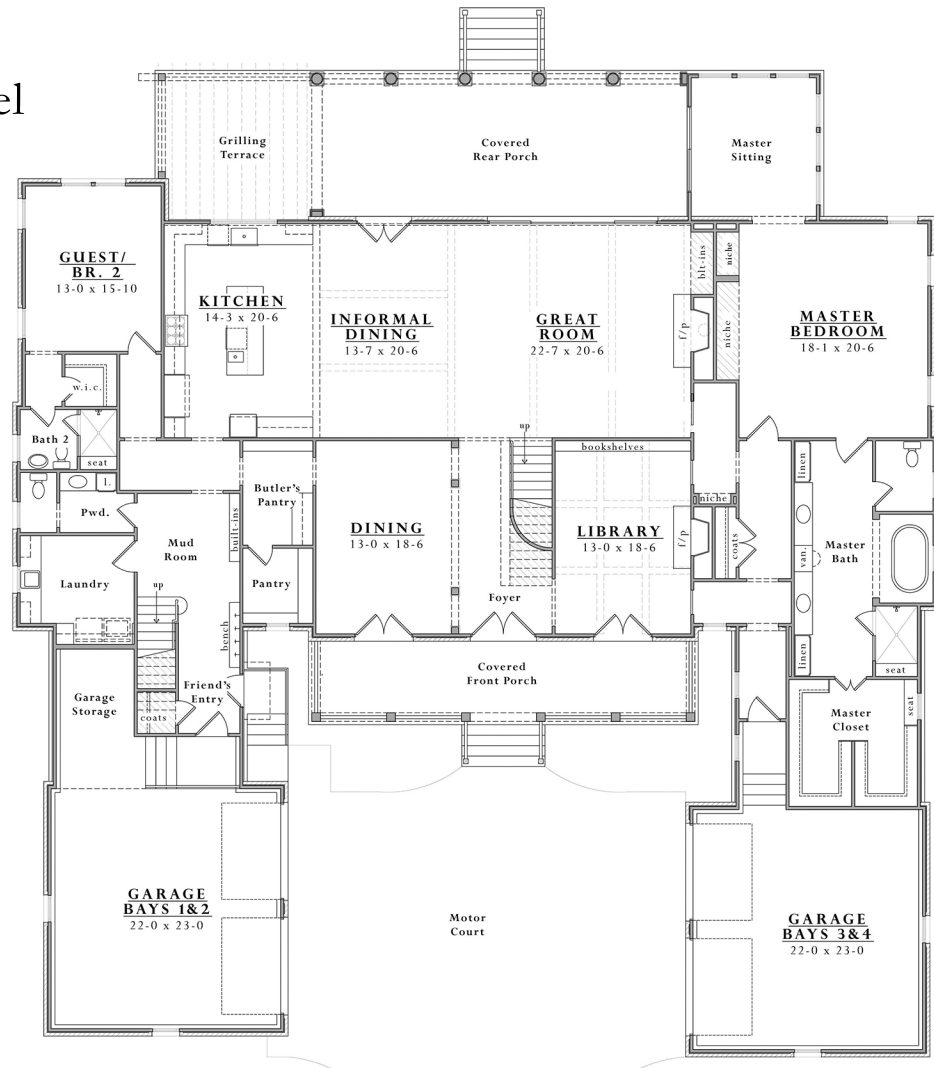 el
Grilling
Terrace
Covered
Rear Porch
Master
Sitting
GUEST/
BR. 2
13-0 x 15-10
KITCHEN
14-3 x 20-6
INFORMAL
DINING
13-7 x 20-6
GREAT
ROOM
22-7 x 20-6
f/p
blt-ins
niche
niche
MASTER
BEDROOM
18-1 x 20-6
w.i.c.
Bath 2
seat
up
bookshelves
linen
l.
Pwd.
Butler's
Pantry
built-ins
Mud
Room
DINING
13-0 x 18-6
LIBRARY
13-0 x 18-6
niche
f/p
coats
van.
Master
Bath
Laundry
up
Pantry
Foyer
bench
linen
seat
Covered
Front Porch
Garage
Storage
Friend's
Entry
coats
Master
Closet
seat
GARAGE
BAYS 1&2
22-0 x 23-0
Motor
Court
GARAGE
BAYS 3&4
22-0 x 23-0